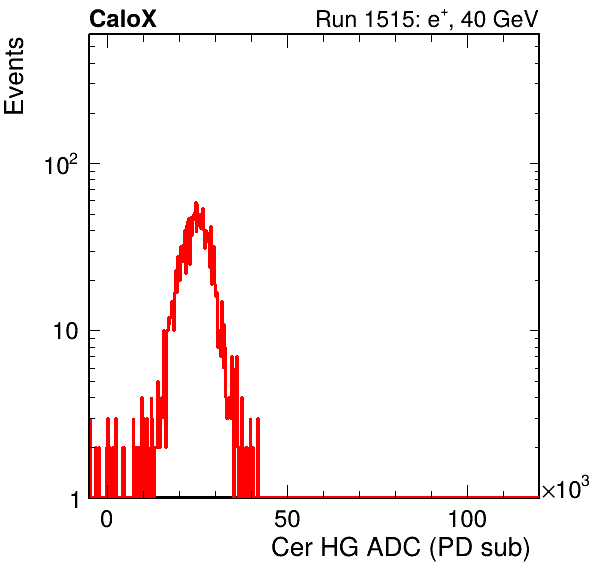 CaloX Run 1515: e⁺, 40 GeV
Events
10²
10
1
0 50 100 ×10³
Cer HG ADC (PD sub)